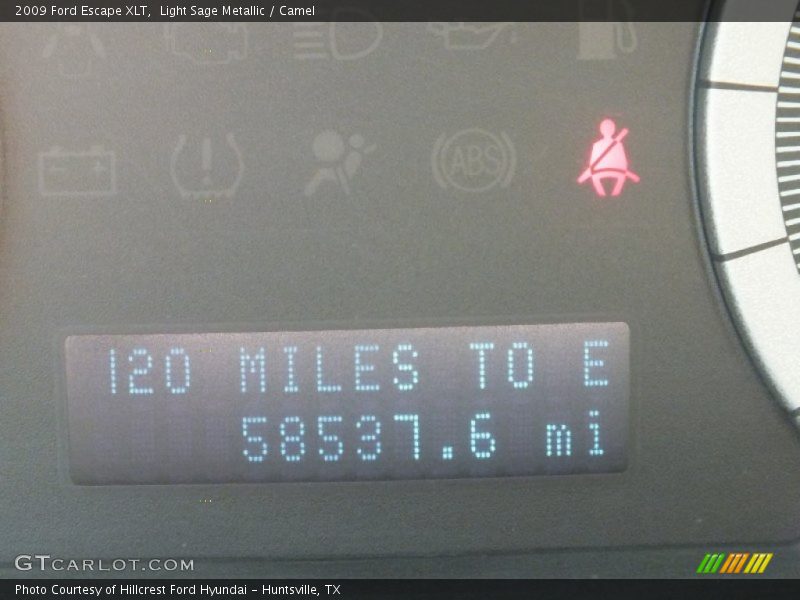 2009 Ford Escape XLT,  Light Sage Metallic / Camel
ABS
120 MILES TO E
58537.6 mi
GTCARLOT.COM
Photo Courtesy of Hillcrest Ford Hyundai – Huntsville, TX